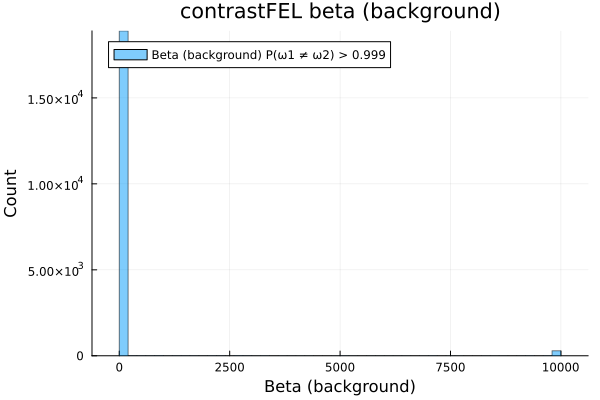 contrastFEL beta (background)
Beta (background) P(ω1 ≠ ω2) > 0.999
1.50×10⁴
1.00×10⁴
5.00×10³
0
Count
0 2500 5000 7500 10000
Beta (background)